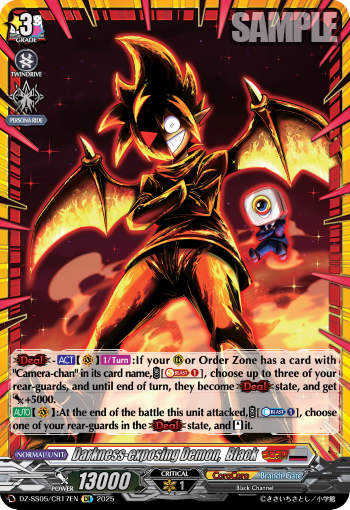 SAMPLE
3
GRADE
TWINDRIVE
PERSONA RIDE
Deal - ACT 1/Turn :If your or Order Zone has a card with
"Camera-chan" in its card name, [BLAST 1], choose up to three of your
rear-guards, and until end of turn, they become Deal state, and get
+5000.
AUTO :At the end of the battle this unit attacked, [BLAST 1], choose
one of your rear-guards in the Deal state, and it.
NORMAL UNIT
Darkness-exposing Demon, Black
POWER 13000
CRITICAL
1
CoroCoro
Brandt Gate
Black Channel
DZ-SS05/CR17EN 2025
©きさいちさとし／小学館